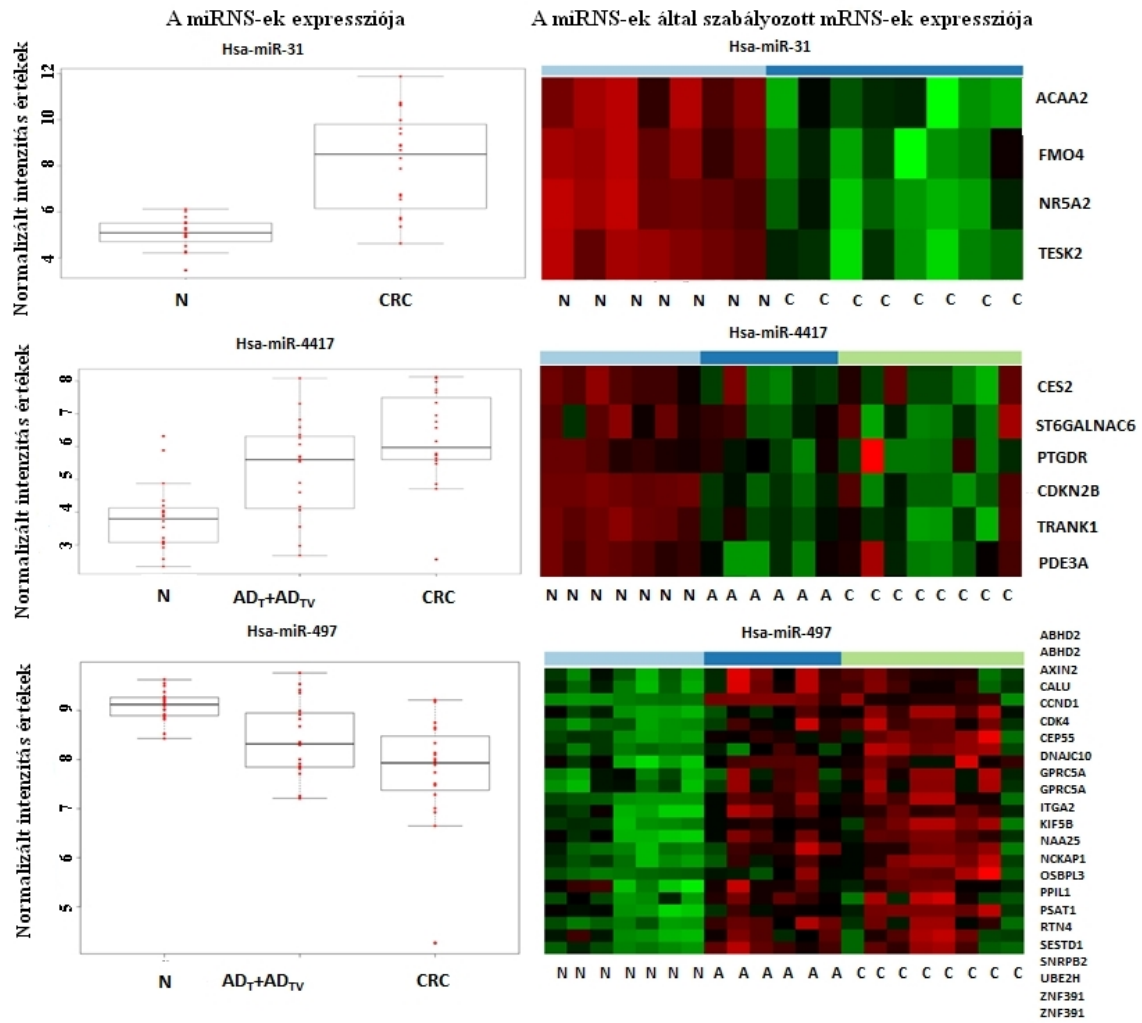 A miRNS-ek expressziója
A miRNS-ek által szabályozott mRNS-ek expressziója
Hsa-miR-31
Normalizált intenzitás értékek
12
10
8
6
4
N
CRC
Hsa-miR-31
ACAA2
FMO4
NR5A2
TESK2
N N N N N N N C C C C C C C C
Hsa-miR-4417
Normalizált intenzitás értékek
8
7
6
5
4
3
N
AD_T+AD_TV
CRC
Hsa-miR-4417
CES2
ST6GALNAC6
PTGDR
CDKN2B
TRANK1
PDE3A
N N N N N N N A A A A A A C C C C C C C C
Hsa-miR-497
Normalizált intenzitás értékek
9
8
7
6
5
N
AD_T+AD_TV
CRC
Hsa-miR-497
ABHD2
ABHD2
AXIN2
CALU
CCND1
CDK4
CEP55
DNAJC10
GPRC5A
GPRC5A
ITGA2
KIF5B
NAA25
NCKAP1
OSBPL3
PPIL1
PSAT1
RTN4
SESTD1
SNRPB2
UBE2H
ZNF391
ZNF391
N N N N N N N A A A A A A C C C C C C C C